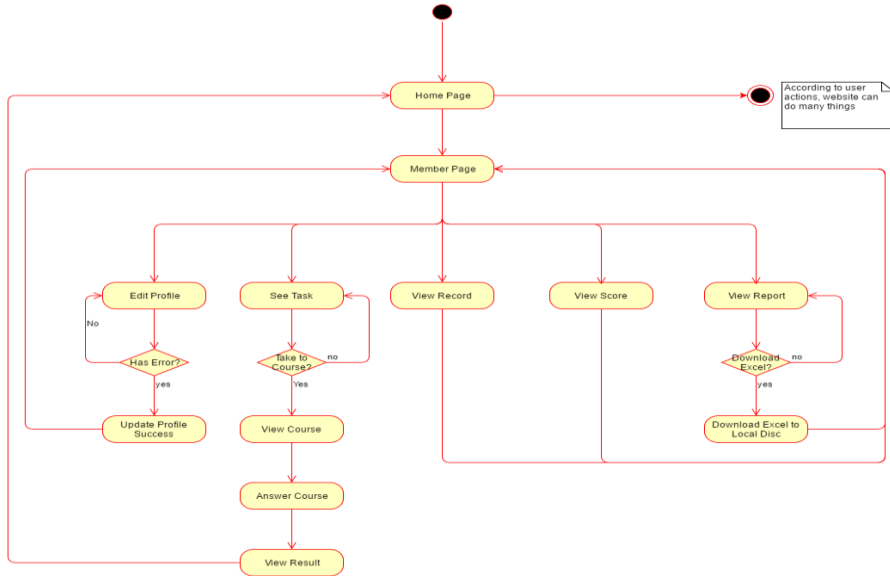 Home Page
According to user
actions, website can
do many things
Member Page
Edit Profile
See Task
View Record
View Score
View Report
No
Has Error?
Take to
Course?
no
Download
Excel?
no
yes
Yes
yes
Update Profile
Success
View Course
Download Excel to
Local Disc
Answer Course
View Result